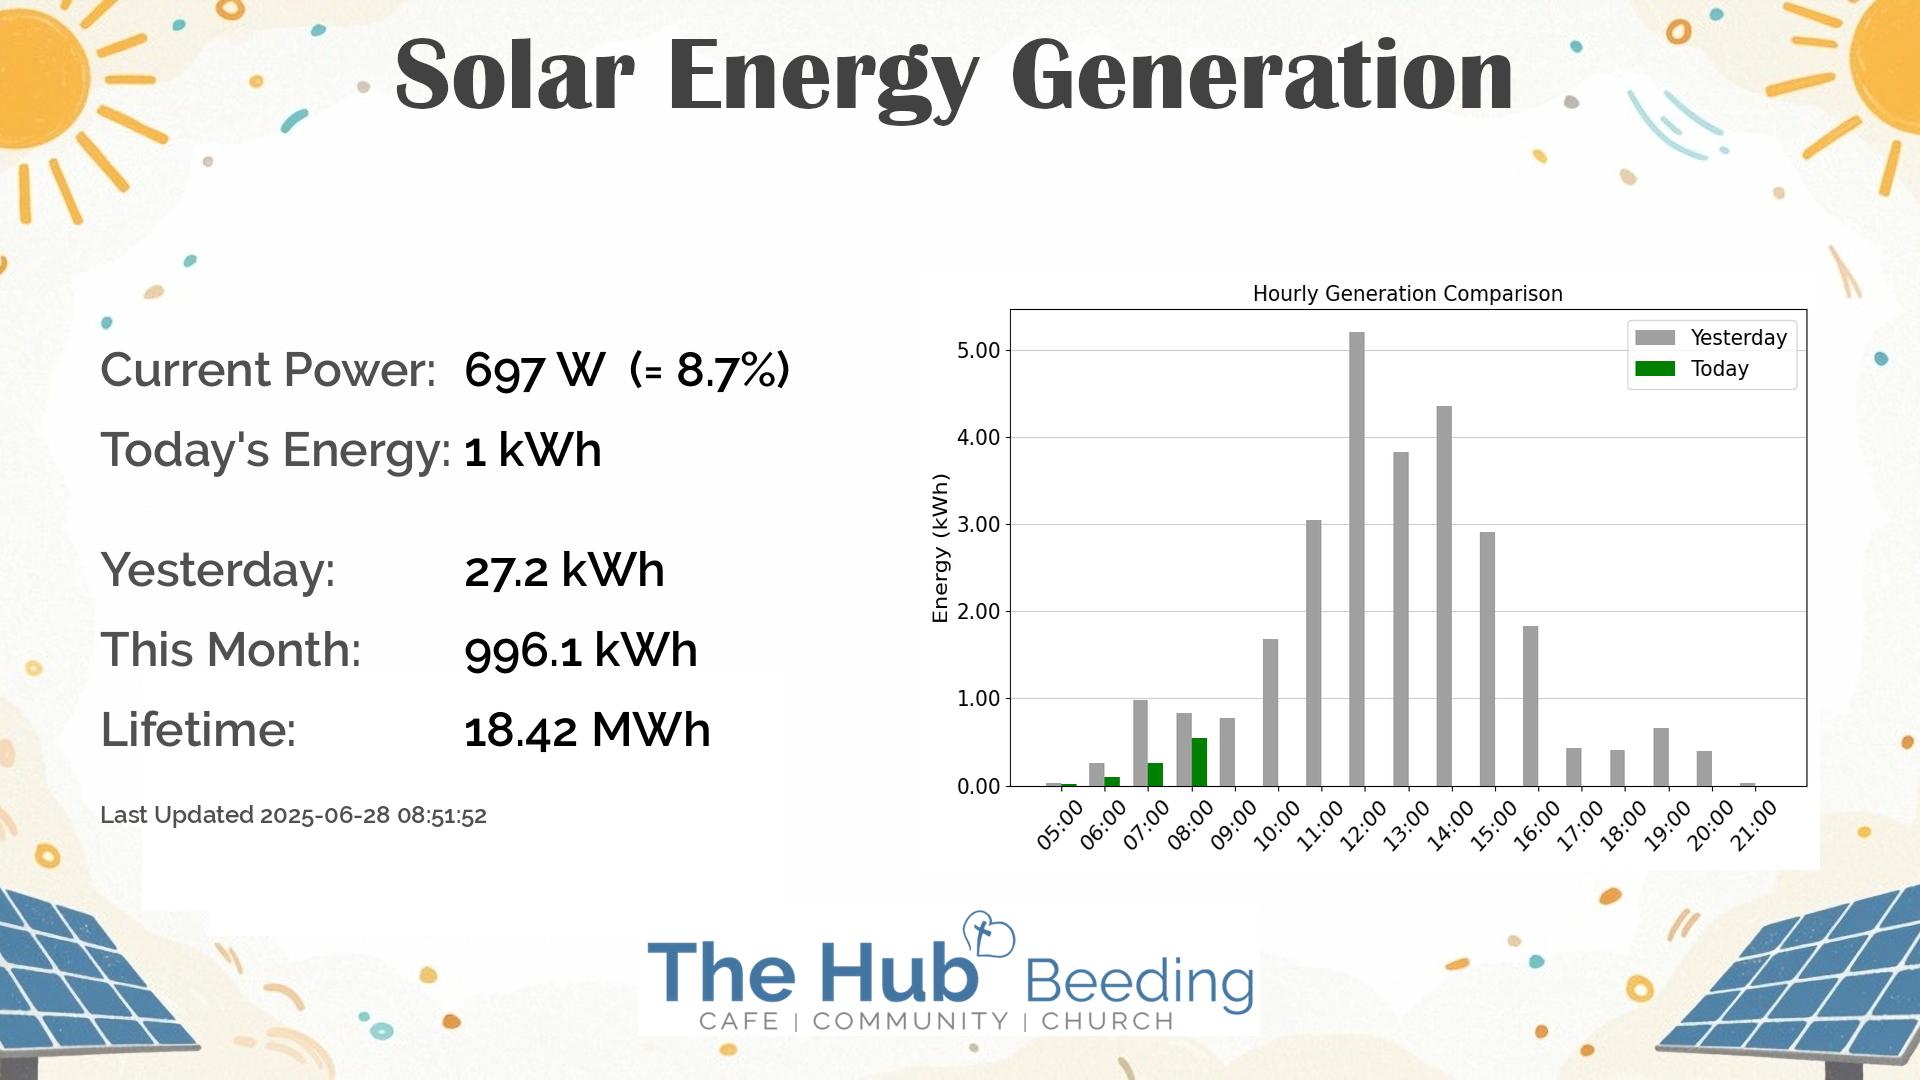 Solar Energy Generation
Current Power: 697 W (= 8.7%)
Today's Energy: 1 kWh
Yesterday: 27.2 kWh
This Month: 996.1 kWh
Lifetime: 18.42 MWh
Last Updated 2025-06-28 08:51:52
Hourly Generation Comparison
Yesterday
Today
Energy (kWh)
5.00
4.00
3.00
2.00
1.00
0.00
05:00 06:00 07:00 08:00 09:00 10:00 11:00 12:00 13:00 14:00 15:00 16:00 17:00 18:00 19:00 20:00 21:00
The Hub Beeding
CAFE | COMMUNITY | CHURCH